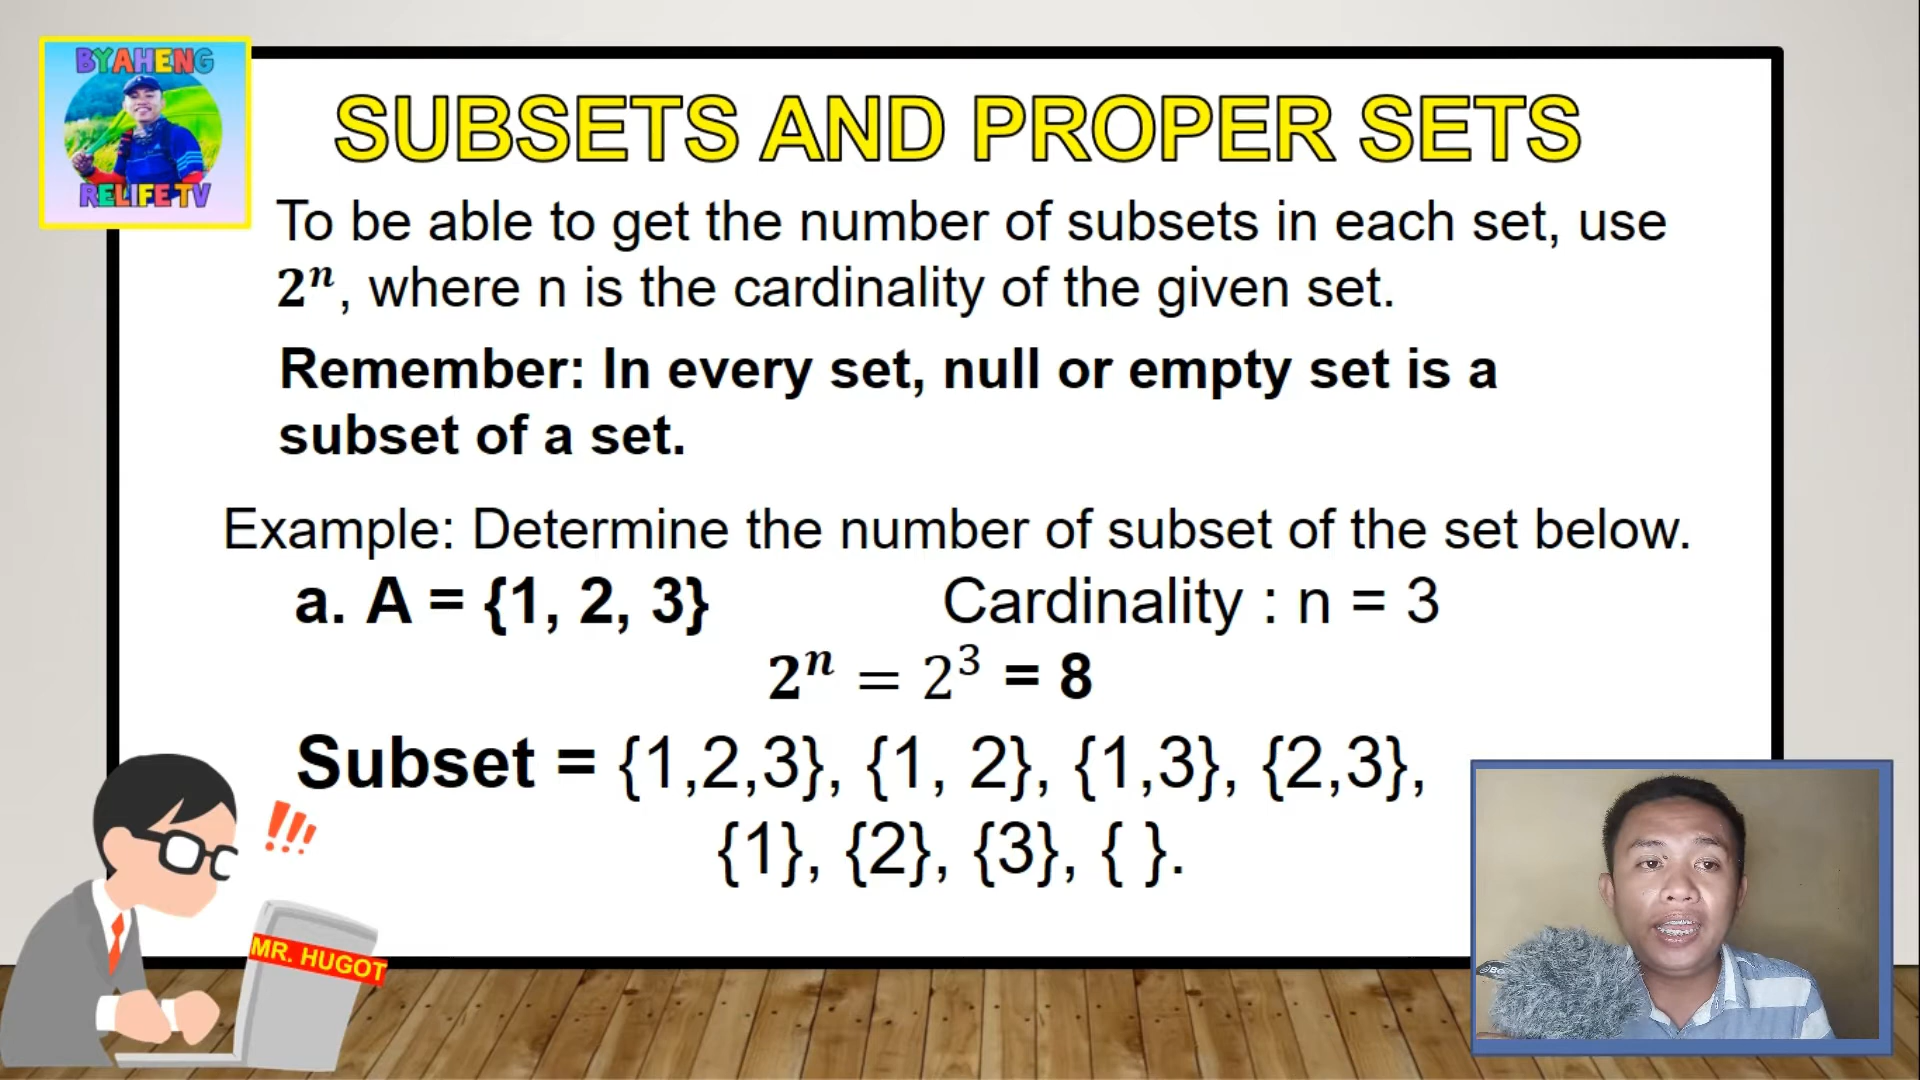 BYAHENG
RELIFE TV
SUBSETS AND PROPER SETS
To be able to get the number of subsets in each set, use
2ⁿ, where n is the cardinality of the given set.
Remember: In every set, null or empty set is a
subset of a set.
Example: Determine the number of subset of the set below.
a. A = {1, 2, 3} Cardinality : n = 3
2ⁿ = 2³ = 8
Subset = {1,2,3}, {1, 2}, {1,3}, {2,3},
{1}, {2}, {3}, { }.
!!!
MR. HUGOT